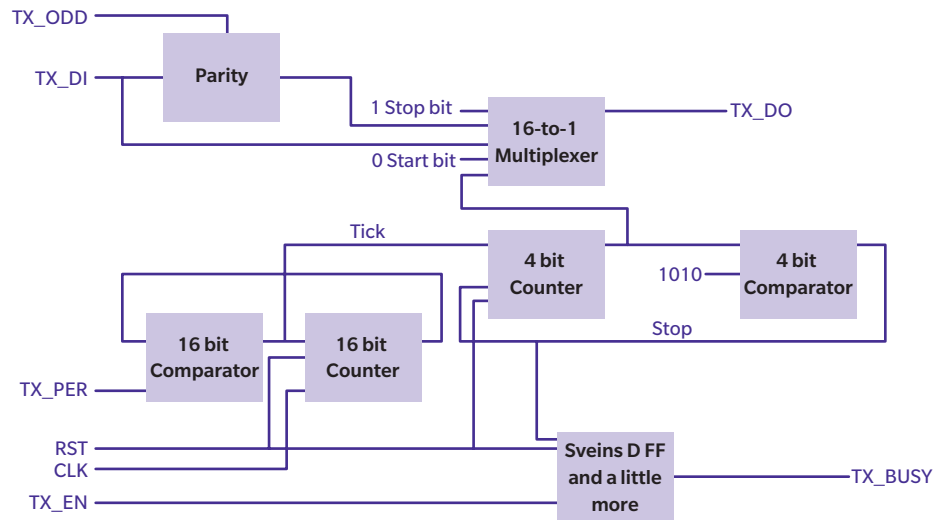 TX_ODD
TX_DI
Parity
1 Stop bit
TX_DO
16-to-1
Multiplexer
0 Start bit
Tick
4 bit
Counter
1010
4 bit
Comparator
Stop
16 bit
Comparator
16 bit
Counter
TX_PER
RST
CLK
TX_EN
Sveins D FF
and a little
more
TX_BUSY